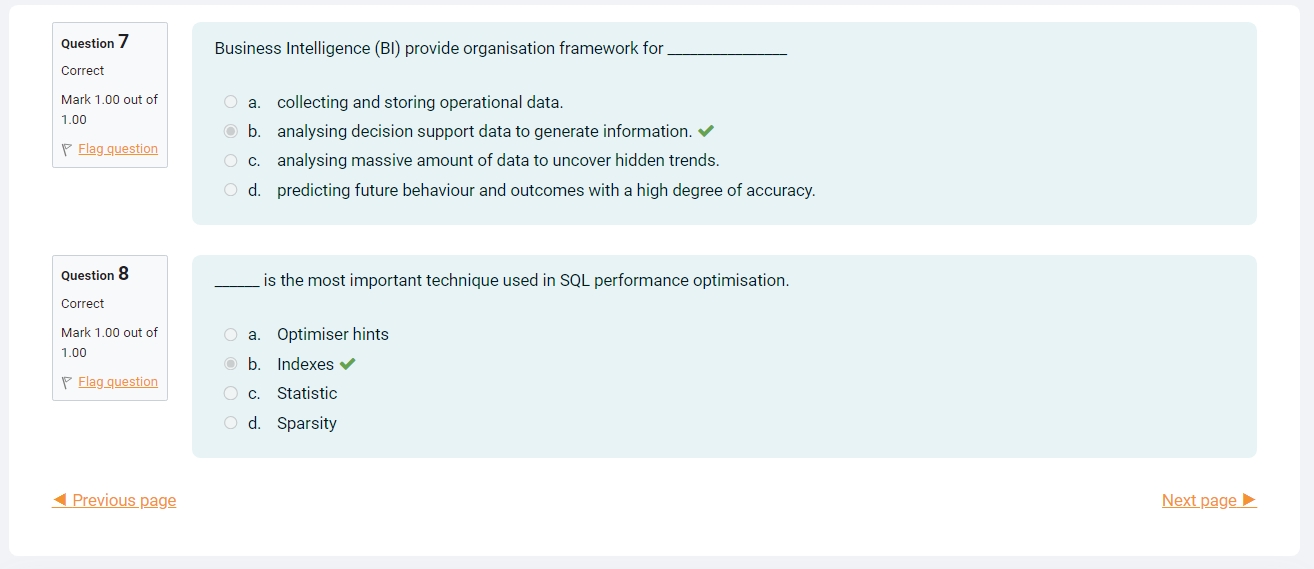 Question 7
Correct
Mark 1.00 out of
1.00
Flag question
Business Intelligence (BI) provide organisation framework for ______________
a. collecting and storing operational data.
b. analysing decision support data to generate information.
c. analysing massive amount of data to uncover hidden trends.
d. predicting future behaviour and outcomes with a high degree of accuracy.
Question 8
Correct
Mark 1.00 out of
1.00
Flag question
_____ is the most important technique used in SQL performance optimisation.
a. Optimiser hints
b. Indexes
c. Statistic
d. Sparsity
◀ Previous page
Next page ▶